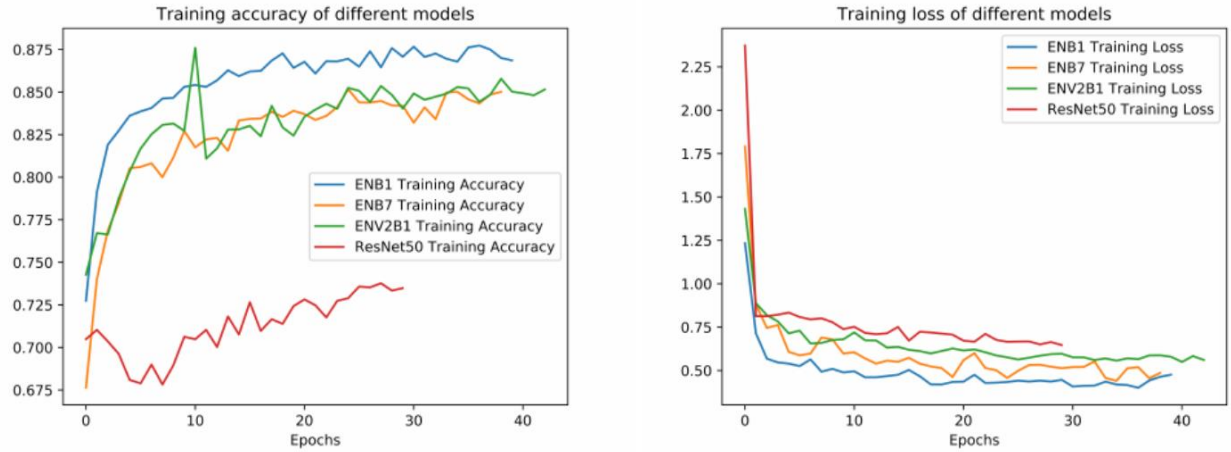 Training accuracy of different models
0.875
0.850
0.825
0.800
0.775
0.750
0.725
0.700
0.675
ENB1 Training Accuracy
ENB7 Training Accuracy
ENV2B1 Training Accuracy
ResNet50 Training Accuracy
0
10
20
30
40
Epochs
Training loss of different models
2.25
2.00
1.75
1.50
1.25
1.00
0.75
0.50
ENB1 Training Loss
ENB7 Training Loss
ENV2B1 Training Loss
ResNet50 Training Loss
0
10
20
30
40
Epochs